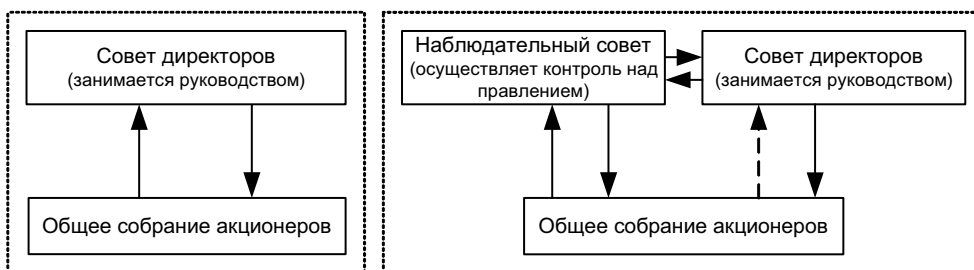 Совет директоров
(занимается руководством)
Общее собрание акционеров
Наблюдательный совет
(осуществляет контроль над
правлением)
Совет директоров
(занимается руководством)
Общее собрание акционеров